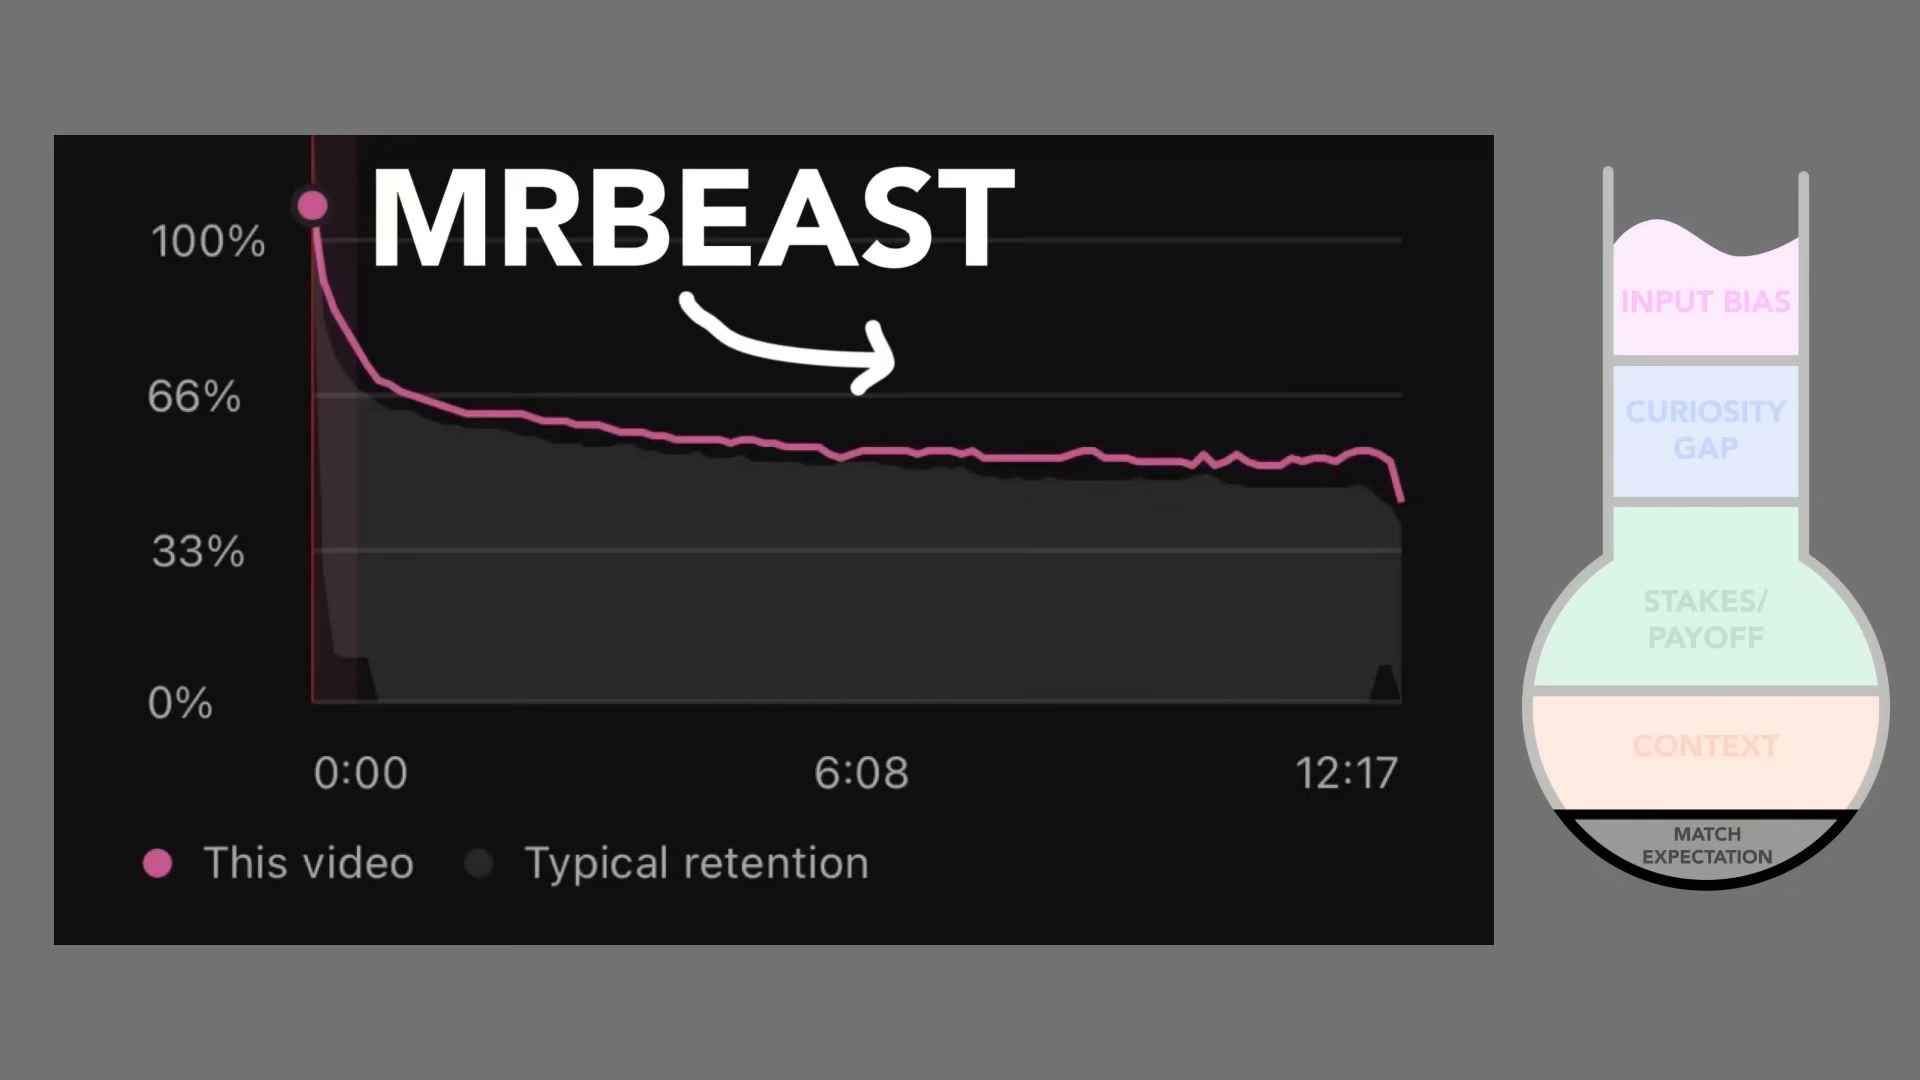 MRBEAST
100%
66%
33%
0%
0:00 6:08 12:17
This video Typical retention
INPUT BIAS
CURIOSITY
GAP
STAKES/
PAYOFF
CONTEXT
MATCH
EXPECTATION